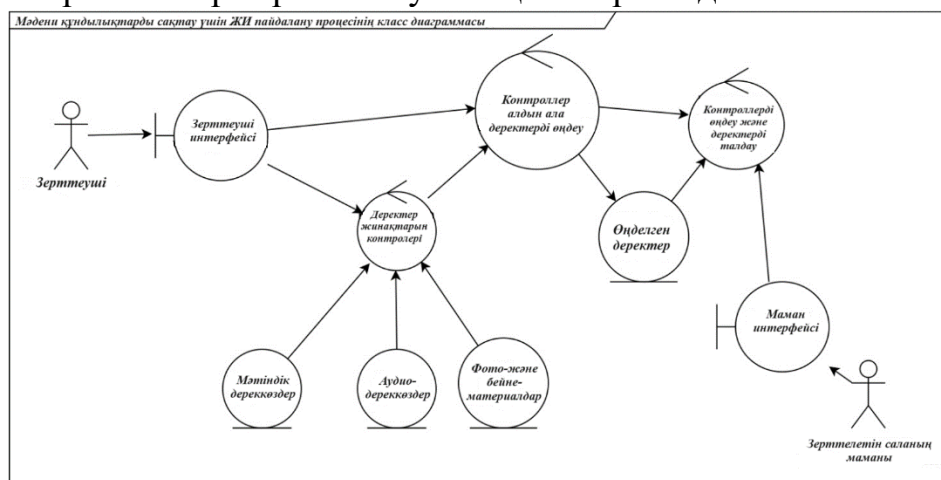 Мәдени құндылықтарды сақтау үшін ЖИ пайдалану процесінің класс диаграммасы
Контроллер
алдын ала
деректерді өңдеу
Контроллерді
өңдеу және
деректерді
талдау
Зерттеуші
интерфейсі
Зерттеуші
Деректер
жинақтарын
контролері
Өңделген
деректер
Маман
интерфейсі
Мәтіндік
дереккөздер
Аудио-
дереккөздер
Фото-және
бейне-
материалдар
Зерттелетін саланың
маманы